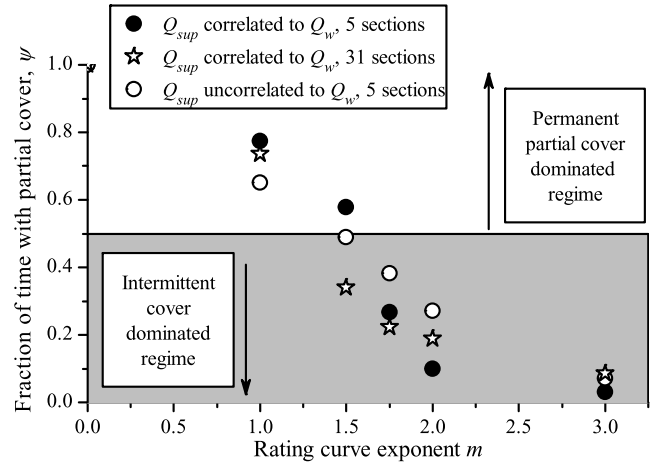 Q_sup correlated to Q_w, 5 sections
Q_sup correlated to Q_w, 31 sections
Q_sup uncorrelated to Q_w, 5 sections
Fraction of time with partial cover, ψ
1.0
0.8
0.6
0.4
0.2
0.0
Permanent
partial cover
dominated
regime
Intermittent
cover
dominated
regime
0.0 0.5 1.0 1.5 2.0 2.5 3.0
Rating curve exponent m